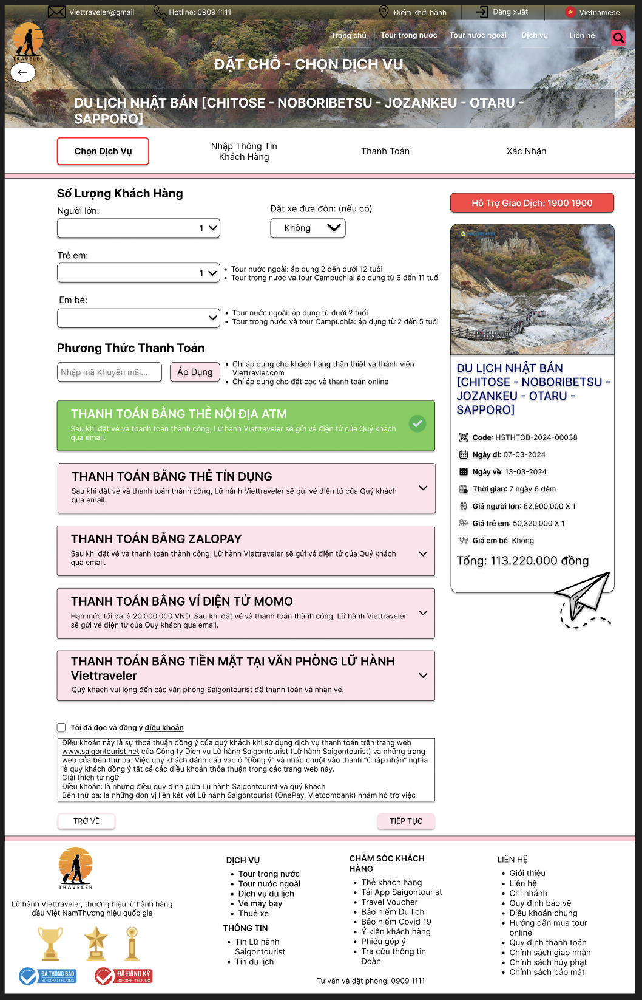 Viettraveler@gmail
Hotline: 0909 1111
Điểm khởi hành
Đăng xuất
Vietnamese
TRAVELER
Trang chủ
Tour trong nước
Tour nước ngoài
Dịch vụ
Liên hệ
ĐẶT CHỖ - CHỌN DỊCH VU
DU LỊCH NHẬT BẢN [CHITOSE - NOBORIBETSU - JOZANKEU - OTARU -
SAPPORO]
Chọn Dịch Vụ
Nhập Thông Tin
Khách Hàng
Thanh Toán
Xác Nhận
Số Lượng Khách Hàng
Người lớn:
1
Đặt xe đưa đón: (nếu có)
Không
Trẻ em:
1
• Tour nước ngoài: áp dụng 2 đến dưới 12 tuổi
• Tour trong nước và tour Campuchia: áp dụng từ 6 đến 11 tuổi
Em bé:
• Tour nước ngoài: áp dụng từ dưới 2 tuổi
• Tour trong nước và tour Campuchia: áp dụng từ 2 đến 5 tuổi
Phương Thức Thanh Toán
Nhập mã Khuyến mãi...
Áp Dụng
• Chỉ áp dụng cho khách hàng thân thiết và thành viên
Viettravler.com
• Chỉ áp dụng cho đặt cọc và thanh toán online
THANH TOÁN BẰNG THẺ NỘI ĐỊA ATM
Sau khi đặt vé và thanh toán thành công, Lữ hành Viettraveler sẽ gửi vé điện tử của Quý khách
qua email.
THANH TOÁN BẰNG THẺ TÍN DỤNG
Sau khi đặt vé và thanh toán thành công, Lữ hành Viettraveler sẽ gửi vé điện tử của Quý khách
qua email.
THANH TOÁN BẰNG ZALOPAY
Sau khi đặt vé và thanh toán thành công, Lữ hành Viettraveler sẽ gửi vé điện tử của Quý khách
qua email.
THANH TOÁN BẰNG VÍ ĐIỆN TỬ MOMO
Hạn mức tối đa là 20.000.000 VND. Sau khi đặt vé và thanh toán thành công, Lữ hành Viettraveler
sẽ gửi vé điện tử của Quý khách qua email.
THANH TOÁN BẰNG TIỀN MẶT TẠI VĂN PHÒNG LỮ HÀNH
Viettraveler
Quý khách vui lòng đến các văn phòng Saigontourist để thanh toán và nhận vé.
Tôi đã đọc và đồng ý điều khoản
Điều khoản này là sự thoả thuận đồng ý của quý khách khi sử dụng dịch vụ thanh toán trên trang web
www.saigontourist.net của Công ty Dịch vụ Lữ hành Saigontourist (Lữ hành Saigontourist) và những trang
web của bên thứ ba. Việc quý khách đánh dấu vào ô “Đồng ý” và nhấp chuột vào thanh “Chấp nhận” nghĩa
là quý khách đồng ý tất cả các điều khoản thỏa thuận trong các trang web này.
Giải thích từ ngữ
Điều khoản: là những điều quy định giữa Lữ hành Saigontourist và quý khách
Bên thứ ba: là những đơn vị liên kết với Lữ hành Saigontourist (OnePay, Vietcombank) nhằm hỗ trợ việc
TRỞ VỀ
TIẾP TỤC
Hỗ Trợ Giao Dịch: 1900 1900
DU LỊCH NHẬT BẢN
[CHITOSE - NOBORIBETSU -
JOZANKEU - OTARU -
SAPPORO]
Code: HSTHTOB-2024-00038
Ngày đi: 07-03-2024
Ngày về: 13-03-2024
Thời gian: 7 ngày 6 đêm
Giá người lớn: 62,900,000 X 1
Giá trẻ em: 50,320,000 X 1
Giá em bé: Không
Tổng: 113.220.000 đồng
TRAVELER
Lữ hành Viettraveler, thương hiệu lữ hành hàng
đầu Việt NamThương hiệu quốc gia
ĐÃ THÔNG BÁO
BỘ CÔNG THƯƠNG
ĐÃ ĐĂNG KÝ
BỘ CÔNG THƯƠNG
DỊCH VỤ
• Tour trong nước
• Tour nước ngoài
• Dịch vụ du lịch
• Vé máy bay
• Thuê xe
THÔNG TIN
• Tin Lữ hành
Saigontourist
• Tin du lịch
CHĂM SÓC KHÁCH
HÀNG
• Thẻ khách hàng
• Tải App Saigontourist
• Travel Voucher
• Bảo hiểm Du lịch
• Bảo hiểm Covid 19
• Ý kiến khách hàng
• Phiếu góp ý
• Tra cứu thông tin
Đoàn
Tư vấn và đặt phòng: 0909 1111
LIÊN HỆ
• Giới thiệu
• Liên hệ
• Chi nhánh
• Quy định bảo vệ
• Điều khoản chung
• Hướng dẫn mua tour
online
• Quy định thanh toán
• Chính sách giao nhận
• Chính sách hủy phạt
• Chính sách bảo mật